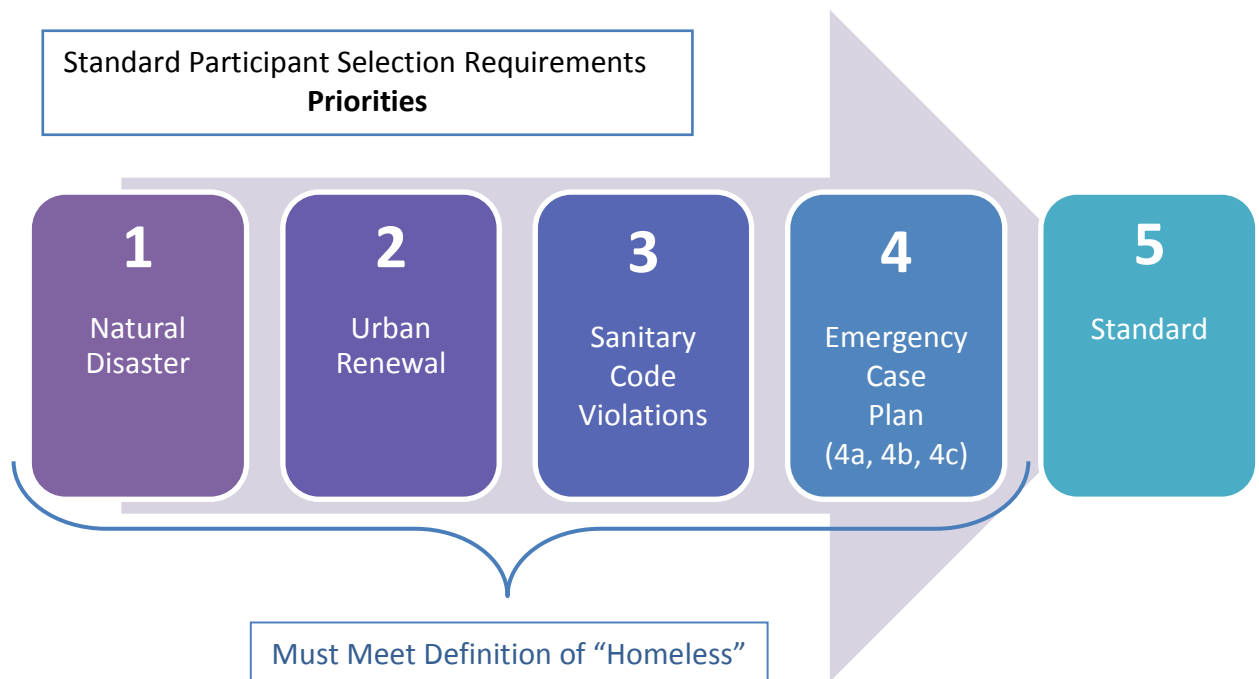 Standard Participant Selection Requirements
Priorities
1
Natural
Disaster
2
Urban
Renewal
3
Sanitary
Code
Violations
4
Emergency
Case
Plan
(4a, 4b, 4c)
5
Standard
Must Meet Definition of “Homeless”